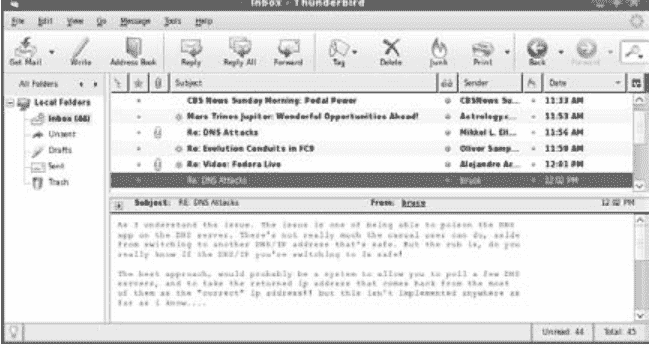 Inbox - Thunderbird
File Edit View Go Message Tools Help
Get Mail Write Address Book Reply Reply All Forward Tag Delete Junk Print Back Forward
All Folders
Subject Sender Date
Local Folders
Inbox (44)
Unsent
Drafts
Sent
Trash
CBS News Sunday Morning: Pedal Power CBSNews Su... 11:33 AM
Mars Trines Jupiter: Wonderful Opportunities Ahead! Astrology... 11:53 AM
Re: DNS Attacks Mikkel L. Ell... 11:56 AM
Re: Evolution Conduits in FC9 Oliver Samp... 11:59 AM
Re: Video: Fedora Live Alejandro Ac... 12:01 PM
RE: DNS Attacks bruce 12:02 PM
Subject: RE: DNS Attacks From: bruce 12:02 PM
As I understand the issue. The issue is one of being able to poison the DNS
app on the DNS server. There's not really much the casual user can do, aside
from switching to another DNS/IP address that's safe. But the rub is, do you
really know if the DNS/IP you're switching to is safe!
The best approach, would probably be a system to allow you to poll a few DNS
servers, and to take the returned ip address that comes back from the most
of them as the "correct" ip address!! but this isn't implemented anywhere as
far as I know....
Unread: 44 Total: 45